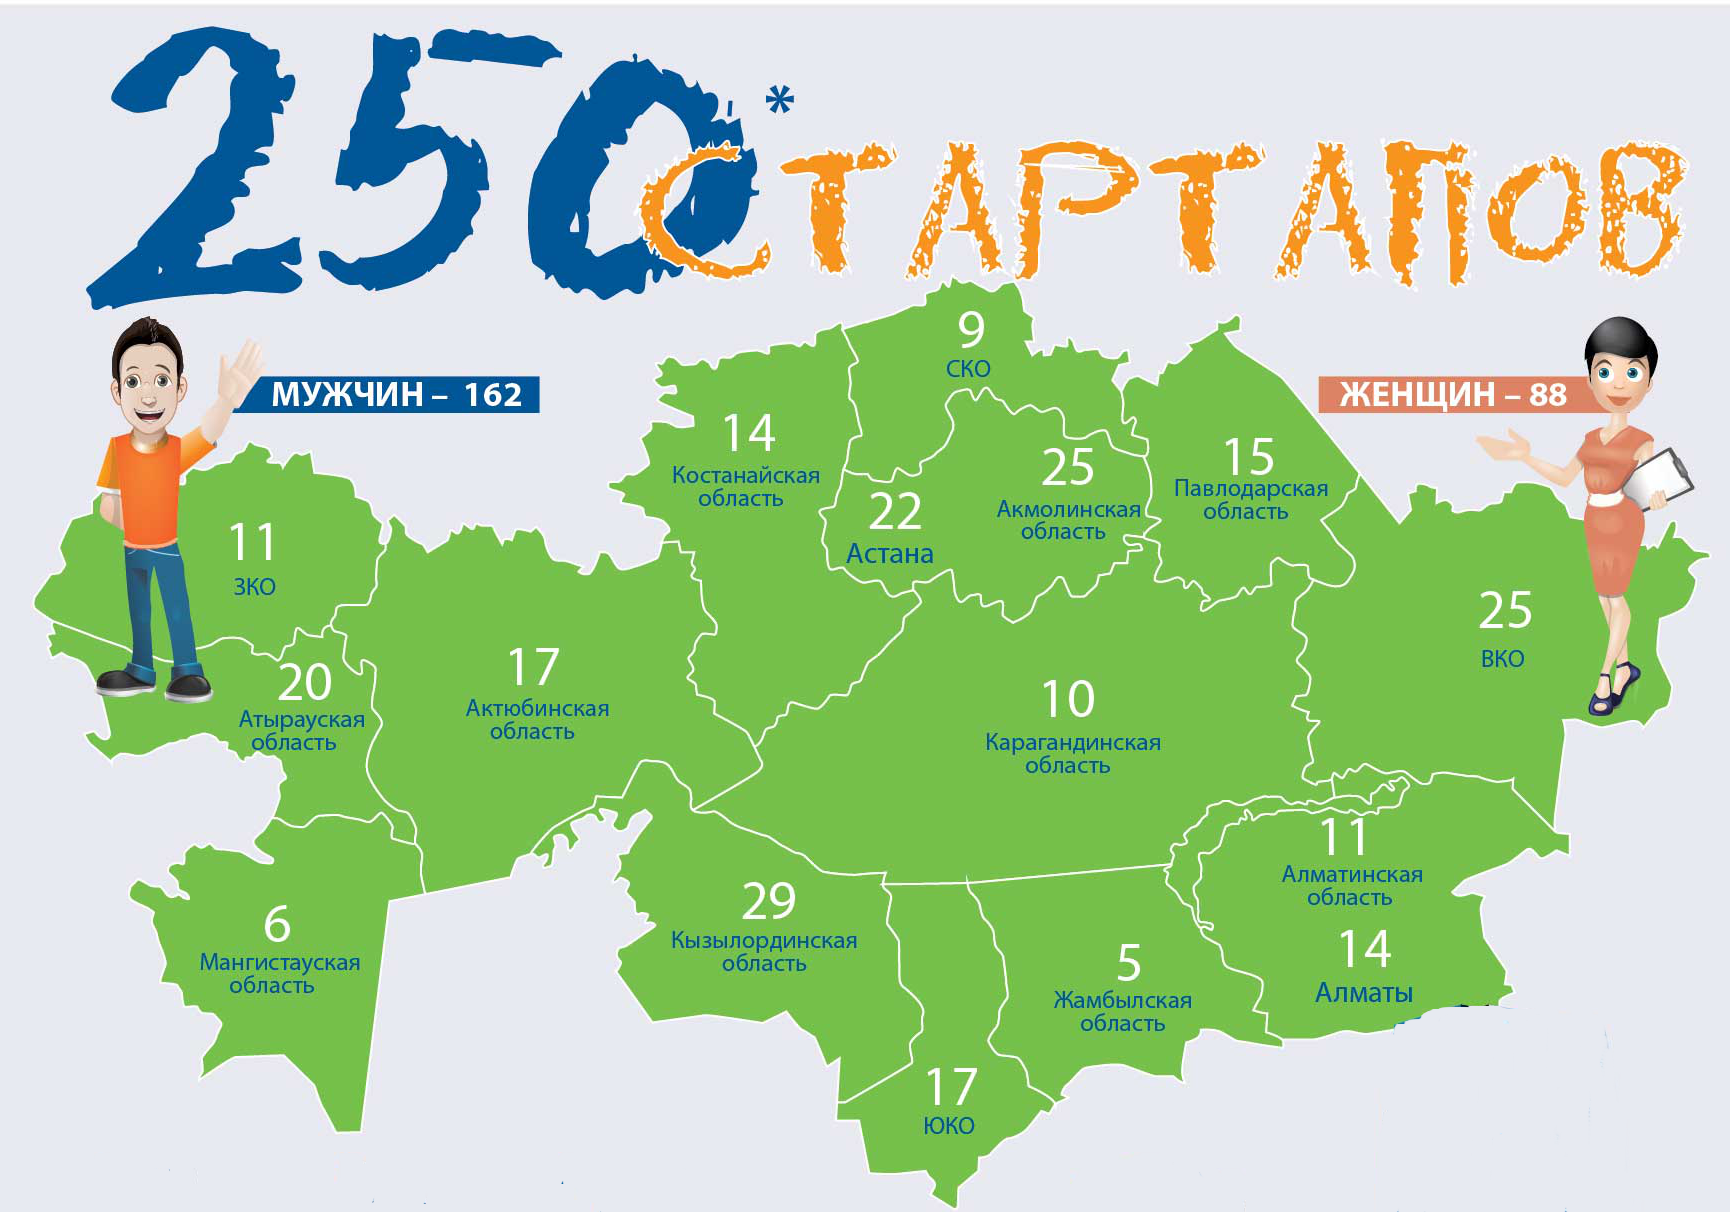 250*
СТАРТАПОВ
МУЖЧИН – 162
ЖЕНЩИН – 88
9
СКО
14
Костанайская
область
25
Акмолинская
область
15
Павлодарская
область
22
Астана
11
ЗКО
25
ВКО
20
Атырауская
область
17
Актюбинская
область
10
Карагандинская
область
11
Алматинская
область
29
Кызылординская
область
6
Мангистауская
область
14
Алматы
5
Жамбылская
область
17
ЮКО